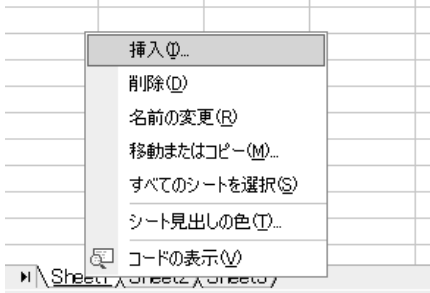 挿入(I)...
削除(D)
名前の変更(R)
移動またはコピー(M)...
すべてのシートを選択(S)
シート見出しの色(T)...
コードの表示(V)
Sheet1 Sheet2 Sheet3